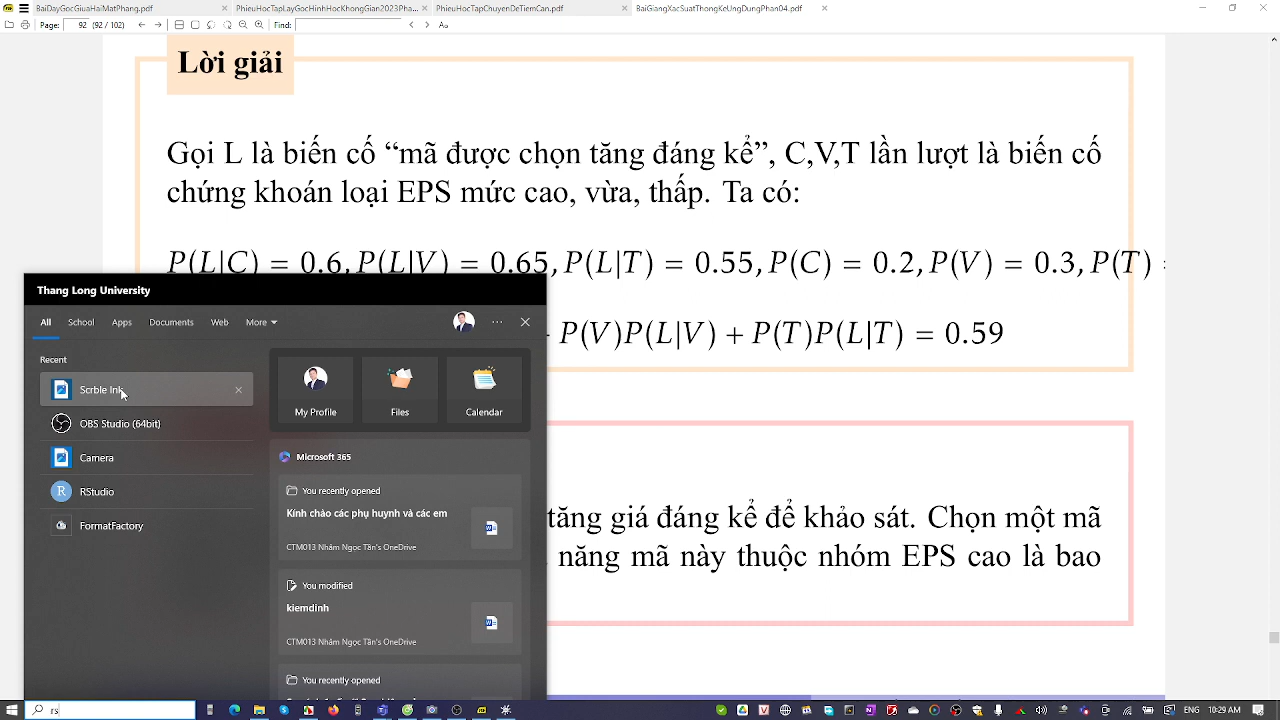 BaiDayGocGiuaHaiMatPhang.pdf
PhieuHocTapLayGocHinhHocKhongGian2023Pha...
PhieuHocTapChuyenDeTiemCan.pdf
BaiGiangXacSuatThongKeUngDungPhan04.pdf
Page: 92 (92 / 102)
Find:
Aa
Lời giải
Gọi L là biến cố “mã được chọn tăng đáng kể”, C,V,T lần lượt là biến cố
chứng khoán loại EPS mức cao, vừa, thấp. Ta có:
P(L|C) = 0.6, P(L|V) = 0.65, P(L|T) = 0.55, P(C) = 0.2, P(V) = 0.3, P(T) =
P(V)P(L|V) + P(T)P(L|T) = 0.59
tăng giá đáng kể để khảo sát. Chọn một mã
năng mã này thuộc nhóm EPS cao là bao
Thang Long University
All School Apps Documents Web More
Recent
Scrble Ink
OBS Studio (64bit)
Camera
RStudio
FormatFactory
My Profile Files Calendar
Microsoft 365
You recently opened
Kính chào các phụ huynh và các em
CTM013 Nhâm Ngọc Tần's OneDrive
You modified
kiemdinh
CTM013 Nhâm Ngọc Tần's OneDrive
You recently opened
rs
10:29 AM